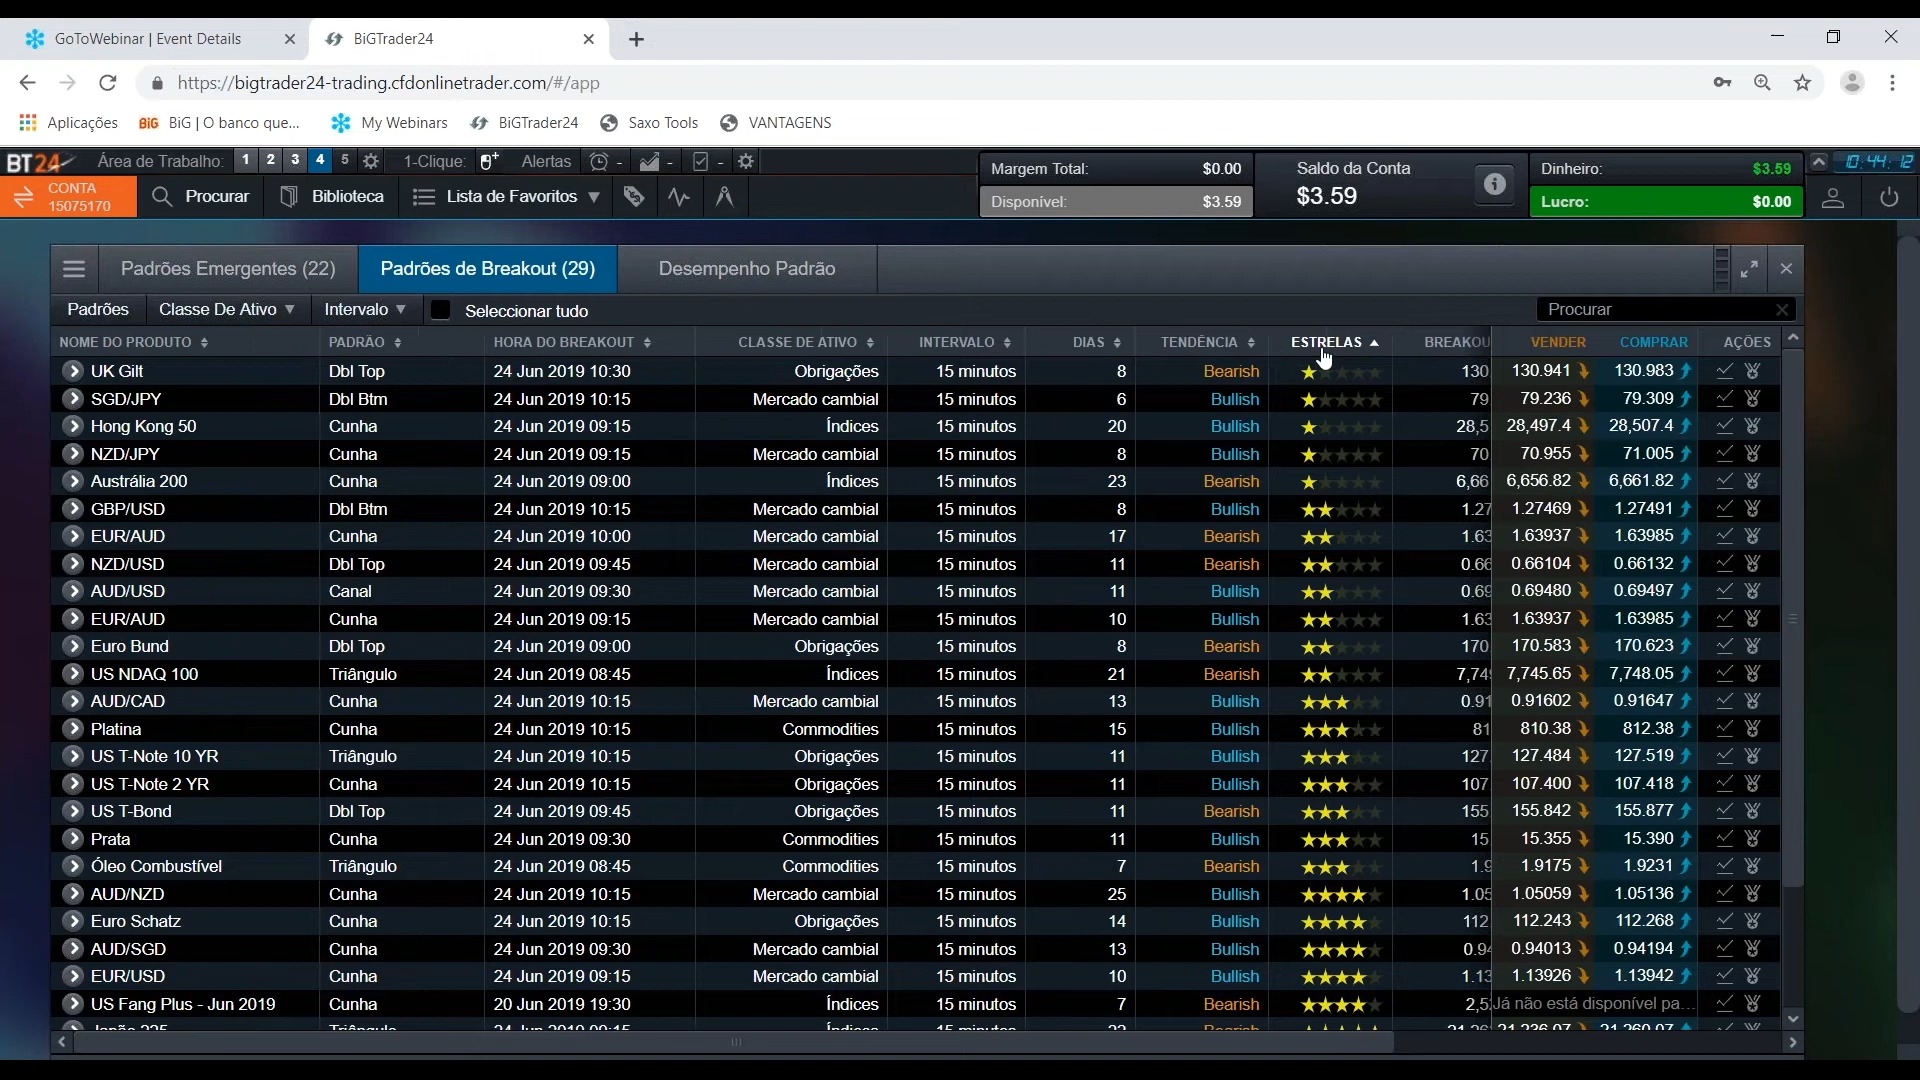 GoToWebinar | Event Details
BiGTrader24
https://bigtrader24-trading.cfdonlinetrader.com/#/app
Aplicações BiG BiG | O banco que... My Webinars BiGTrader24 Saxo Tools VANTAGENS
BT24 Área de Trabalho: 1 2 3 4 5 1-Clique: Alertas - - -
Margem Total: $0.00 Saldo da Conta Dinheiro: $3.59 10:44:12
CONTA 15075170 Procurar Biblioteca Lista de Favoritos
Disponível: $3.59 $3.59 Lucro: $0.00
Padrões Emergentes (22) Padrões de Breakout (29) Desempenho Padrão
Padrões Classe De Ativo Intervalo Seleccionar tudo Procurar
NOME DO PRODUTO PADRÃO HORA DO BREAKOUT CLASSE DE ATIVO INTERVALO DIAS TENDÊNCIA ESTRELAS BREAKOU VENDER COMPRAR AÇÕES
UK Gilt Dbl Top 24 Jun 2019 10:30 Obrigações 15 minutos 8 Bearish 130. 130.941 130.983
SGD/JPY Dbl Btm 24 Jun 2019 10:15 Mercado cambial 15 minutos 6 Bullish 79 79.236 79.309
Hong Kong 50 Cunha 24 Jun 2019 09:15 Índices 15 minutos 20 Bullish 28,5 28,497.4 28,507.4
NZD/JPY Cunha 24 Jun 2019 09:15 Mercado cambial 15 minutos 8 Bullish 70 70.955 71.005
Austrália 200 Cunha 24 Jun 2019 09:00 Índices 15 minutos 23 Bearish 6,66 6,656.82 6,661.82
GBP/USD Dbl Btm 24 Jun 2019 10:15 Mercado cambial 15 minutos 8 Bullish 1.27 1.27469 1.27491
EUR/AUD Cunha 24 Jun 2019 10:00 Mercado cambial 15 minutos 17 Bearish 1.63 1.63937 1.63985
NZD/USD Dbl Top 24 Jun 2019 09:45 Mercado cambial 15 minutos 11 Bearish 0.66 0.66104 0.66132
AUD/USD Canal 24 Jun 2019 09:30 Mercado cambial 15 minutos 11 Bullish 0.69 0.69480 0.69497
EUR/AUD Cunha 24 Jun 2019 09:15 Mercado cambial 15 minutos 10 Bullish 1.63 1.63937 1.63985
Euro Bund Dbl Top 24 Jun 2019 09:00 Obrigações 15 minutos 8 Bearish 170 170.583 170.623
US NDAQ 100 Triângulo 24 Jun 2019 08:45 Índices 15 minutos 21 Bearish 7,74 7,745.65 7,748.05
AUD/CAD Cunha 24 Jun 2019 10:15 Mercado cambial 15 minutos 13 Bullish 0.91 0.91602 0.91647
Platina Cunha 24 Jun 2019 10:15 Commodities 15 minutos 15 Bullish 81 810.38 812.38
US T-Note 10 YR Triângulo 24 Jun 2019 10:15 Obrigações 15 minutos 11 Bullish 127. 127.484 127.519
US T-Note 2 YR Cunha 24 Jun 2019 10:15 Obrigações 15 minutos 11 Bullish 107 107.400 107.418
US T-Bond Dbl Top 24 Jun 2019 09:45 Obrigações 15 minutos 11 Bearish 155 155.842 155.877
Prata Cunha 24 Jun 2019 09:30 Commodities 15 minutos 11 Bullish 15 15.355 15.390
Óleo Combustível Triângulo 24 Jun 2019 08:45 Commodities 15 minutos 7 Bearish 1.9 1.9175 1.9231
AUD/NZD Cunha 24 Jun 2019 10:15 Mercado cambial 15 minutos 25 Bullish 1.05 1.05059 1.05136
Euro Schatz Cunha 24 Jun 2019 10:15 Obrigações 15 minutos 14 Bullish 112 112.243 112.268
AUD/SGD Cunha 24 Jun 2019 09:30 Mercado cambial 15 minutos 13 Bullish 0.94 0.94013 0.94194
EUR/USD Cunha 24 Jun 2019 09:15 Mercado cambial 15 minutos 10 Bullish 1.13 1.13926 1.13942
US Fang Plus - Jun 2019 Cunha 20 Jun 2019 19:30 Índices 15 minutos 7 Bearish 2,5 Já não está disponível pa...